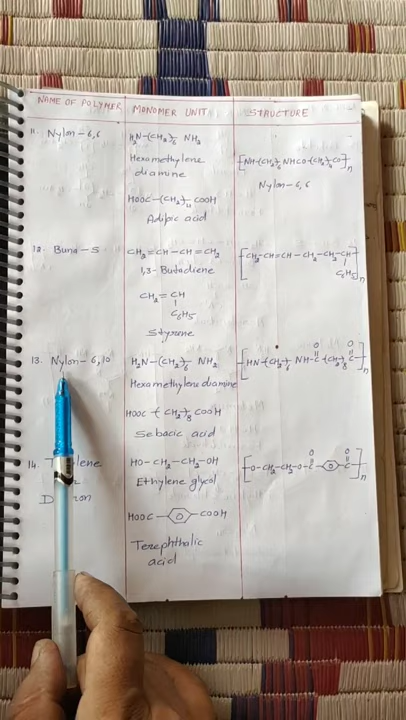 NAME OF POLYMER MONOMER UNIT STRUCTURE
11. Nylon-6,6
H₂N-(CH₂)₆ NH₂
Hexamethylene
diamine
HOOC-(CH₂)₄ COOH
Adipic acid
[NH-(CH₂)₆ NHCO-(CH₂)₄ CO]n
Nylon-6,6
12. Buna-S
CH₂=CH-CH=CH₂
1,3-Butadiene
CH₂=CH
C₆H₅
Styrene
[CH₂-CH=CH-CH₂-CH₂-CH]n
C₆H₅
13. Nylon-6,10
H₂N-(CH₂)₆ NH₂
Hexamethylene diamine
HOOC-(CH₂)₈ COOH
Sebacic acid
O O
[HN-(CH₂)₆ NH-C-(CH₂)₈ C]n
14.
HO-CH₂-CH₂-OH
Ethylene glycol
HOOC COOH
Terephthalic
acid
O O
[O-CH₂-CH₂-O-C C]n